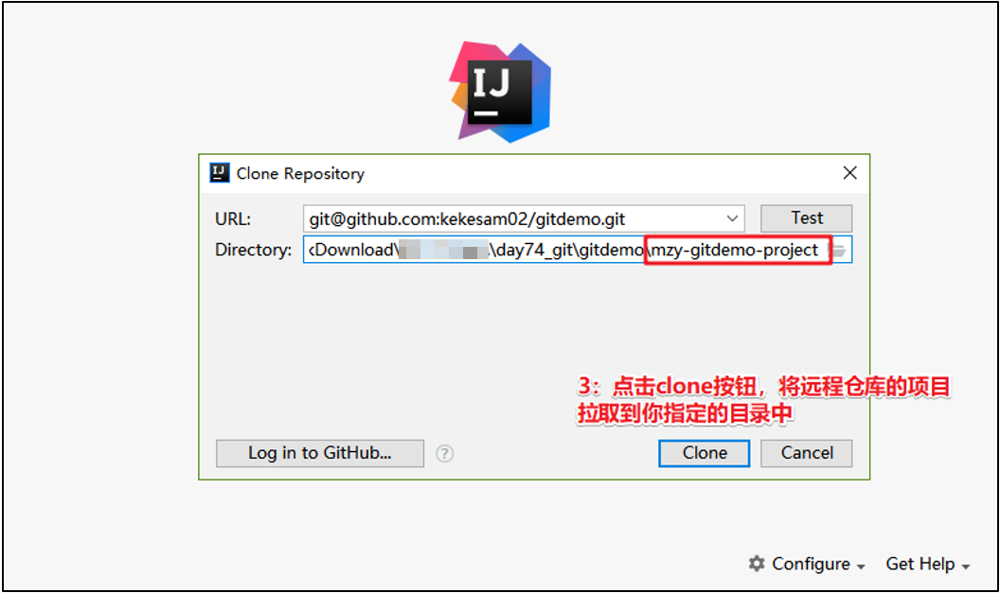 IJ
IJ Clone Repository
URL: git@github.com:kekesam02/gitdemo.git Test
Directory: Download\ \day74_git\gitdemo\mzy-gitdemo-project
3：点击clone按钮，将远程仓库的项目
拉取到你指定的目录中
Log in to GitHub... ? Clone Cancel
Configure Get Help